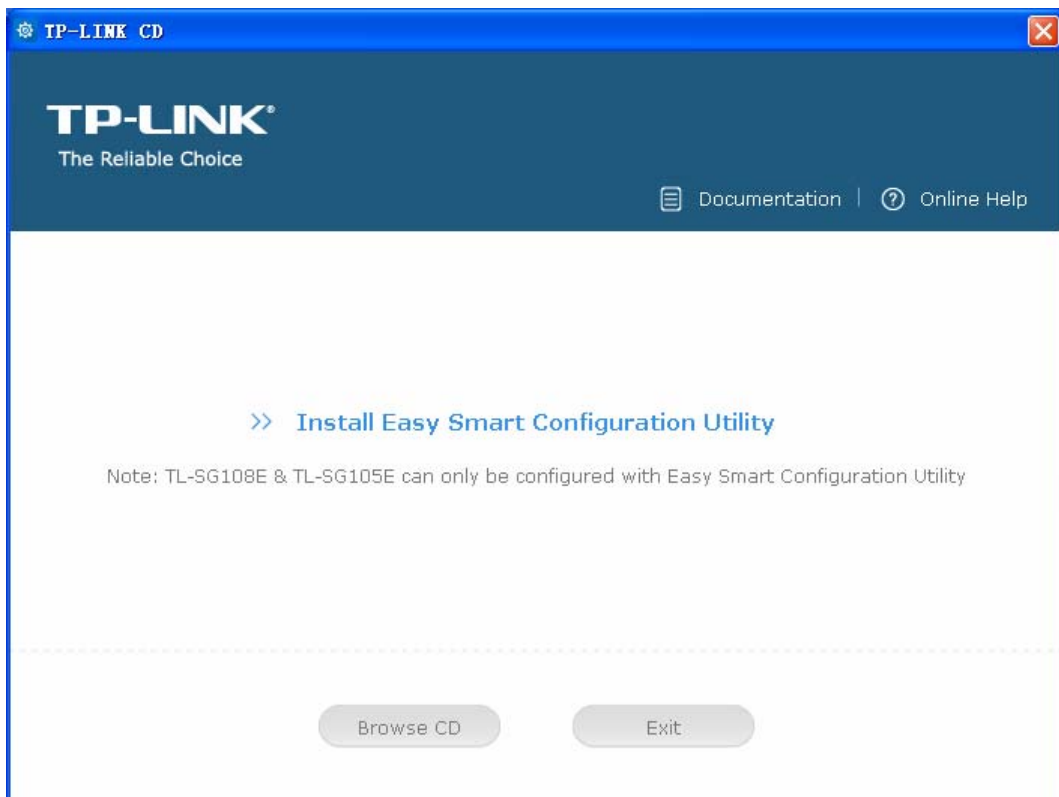 TP-LINK CD
TP-LINK®
The Reliable Choice
Documentation | Online Help
>> Install Easy Smart Configuration Utility
Note: TL-SG108E & TL-SG105E can only be configured with Easy Smart Configuration Utility
Browse CD Exit